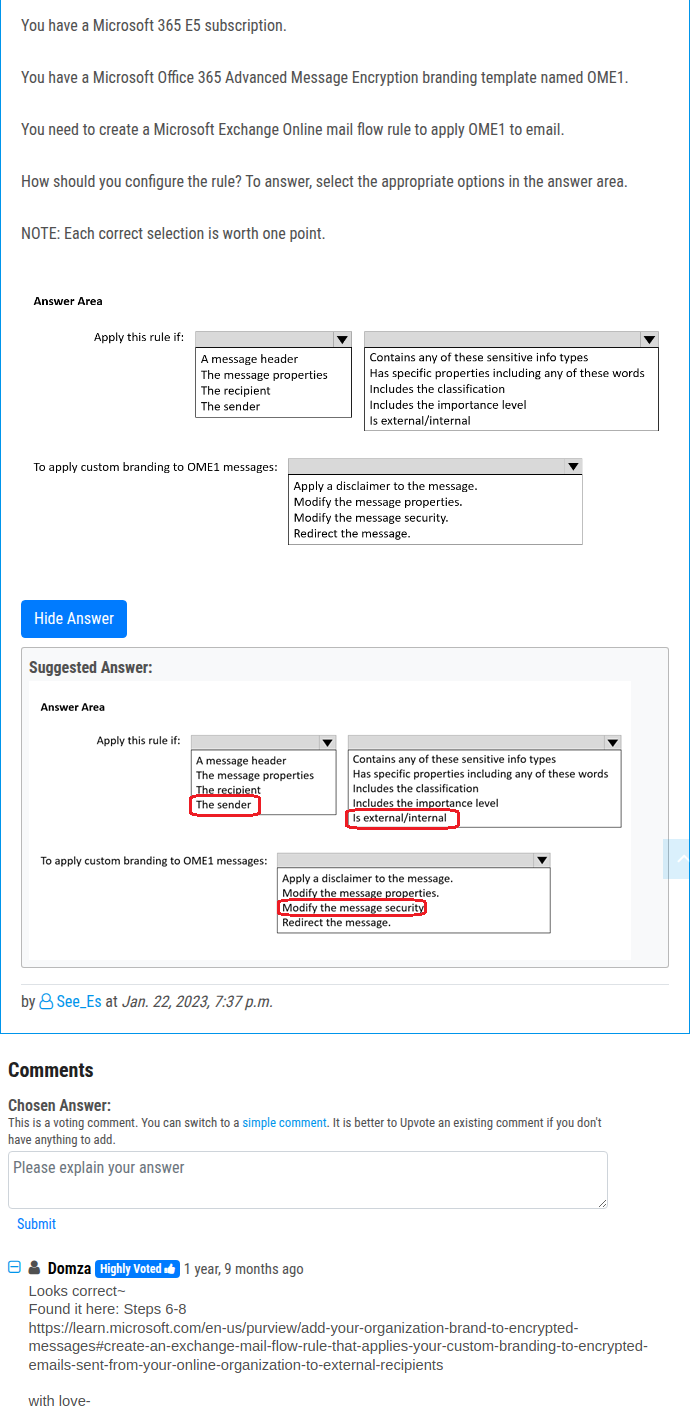 You have a Microsoft 365 E5 subscription.
You have a Microsoft Office 365 Advanced Message Encryption branding template named OME1.
You need to create a Microsoft Exchange Online mail flow rule to apply OME1 to email.
How should you configure the rule? To answer, select the appropriate options in the answer area.
NOTE: Each correct selection is worth one point.
Answer Area
Apply this rule if:
A message header
The message properties
The recipient
The sender
Contains any of these sensitive info types
Has specific properties including any of these words
Includes the classification
Includes the importance level
Is external/internal
To apply custom branding to OME1 messages:
Apply a disclaimer to the message.
Modify the message properties.
Modify the message security.
Redirect the message.
Hide Answer
Suggested Answer:
Answer Area
Apply this rule if:
A message header
The message properties
The recipient
The sender
Contains any of these sensitive info types
Has specific properties including any of these words
Includes the classification
Includes the importance level
Is external/internal
To apply custom branding to OME1 messages:
Apply a disclaimer to the message.
Modify the message properties.
Modify the message security
Redirect the message.
by See_Es at Jan. 22, 2023, 7:37 p.m.
Comments
Chosen Answer:
This is a voting comment. You can switch to a simple comment. It is better to Upvote an existing comment if you don't
have anything to add.
Please explain your answer
Submit
Domza Highly Voted 1 year, 9 months ago
Looks correct~
Found it here: Steps 6-8
https://learn.microsoft.com/en-us/purview/add-your-organization-brand-to-encrypted-
messages#create-an-exchange-mail-flow-rule-that-applies-your-custom-branding-to-encrypted-
emails-sent-from-your-online-organization-to-external-recipients
with love-